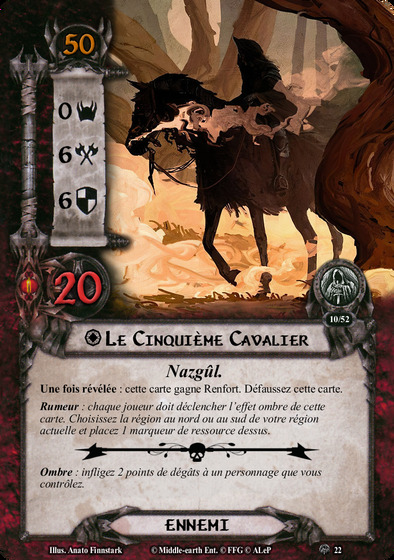 50
0
6
6
20
10/52
Le Cinquième Cavalier
Nazgûl.
Une fois révélée : cette carte gagne Renfort. Défaussez cette carte.
Rumeur : chaque joueur doit déclencher l'effet ombre de cette
carte. Choisissez la région au nord ou au sud de votre région
actuelle et placez 1 marqueur de ressource dessus.
Ombre : infligez 2 points de dégâts à un personnage que vous
contrôlez.
ENNEMI
Illus. Anato Finnstark © Middle-earth Ent. © FFG © ALeP 22